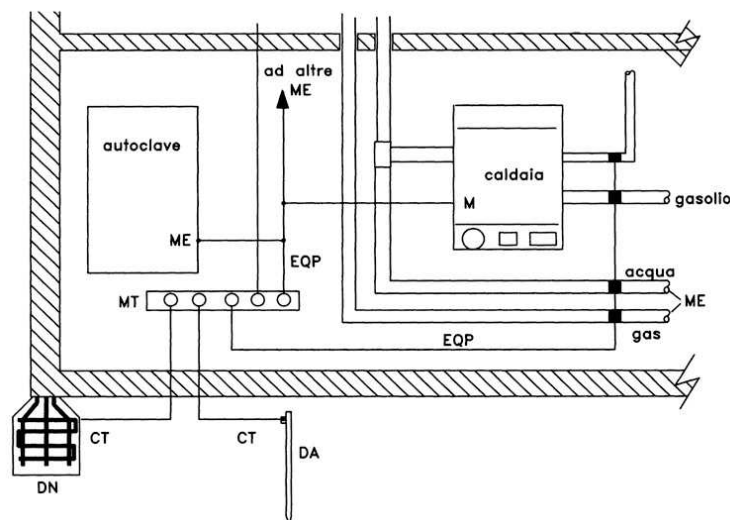 ad altre
ME
autoclave
caldaia
M
gasolio
ME
EQP
acqua
ME
MT
gas
EQP
CT
CT
DA
DN